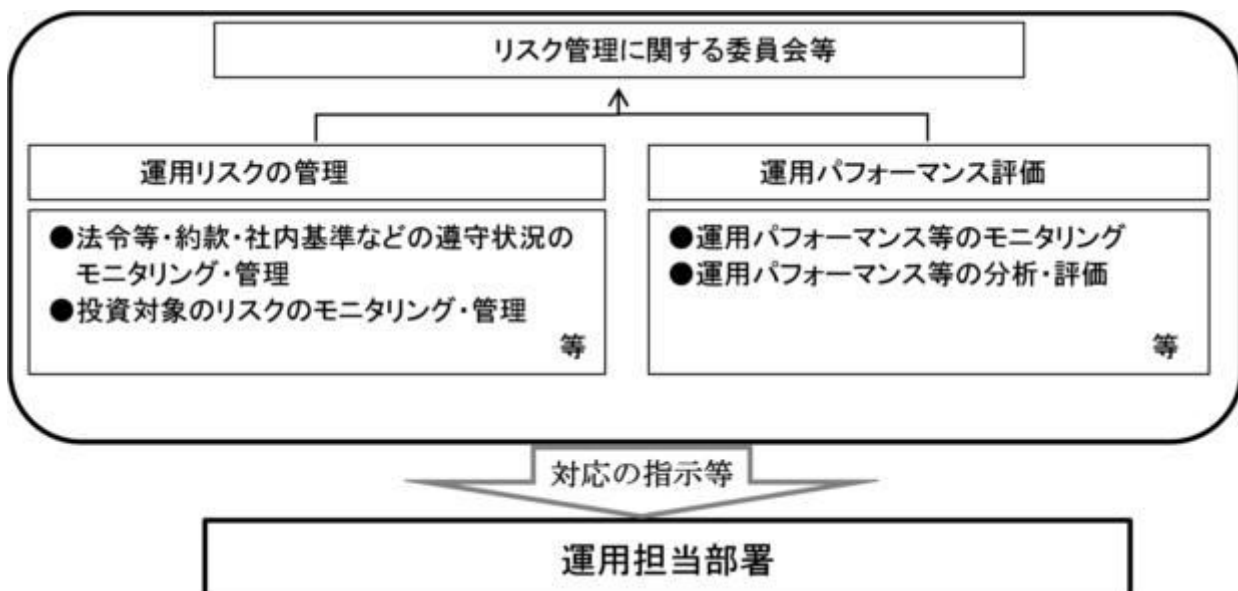 リスク管理に関する委員会等
運用リスクの管理
●法令等・約款・社内基準などの遵守状況の
モニタリング・管理
●投資対象のリスクのモニタリング・管理
等
運用パフォーマンス評価
●運用パフォーマンス等のモニタリング
●運用パフォーマンス等の分析・評価
等
対応の指示等
運用担当部署